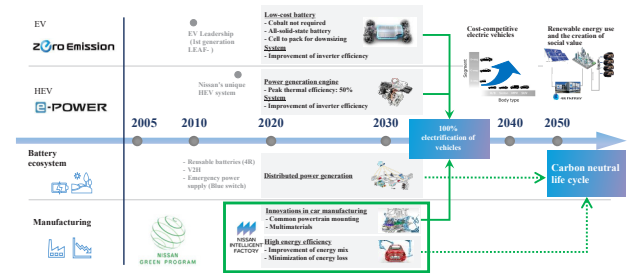 EV
Zero Emission
EV Leadership
(1st generation
LEAF- )
Low-cost battery
• Cobalt not required
• All-solid-state battery
• Cell to pack for downsizing
System
• Improvement of inverter efficiency
Cost-competitive
electric vehicles
Segment
Body type
Renewable energy use
and the creation of
social value
HEV
e-POWER
Nissan's unique
HEV system
Power generation engine
• Peak thermal efficiency: 50%
System
• Improvement of inverter efficiency
2005
2010
2020
2030
100%
electrification of
vehicles
2040
2050
Battery
ecosystem
- Reusable batteries (4R)
- V2H
- Emergency power
supply (Blue switch)
Distributed power generation
Carbon neutral
life cycle
Manufacturing
NISSAN
GREEN PROGRAM
NISSAN
INTELLIGENT
FACTORY
Innovations in car manufacturing
• Common powertrain mounting
• Multimaterials
High energy efficiency
• Improvement of energy mix
• Minimization of energy loss